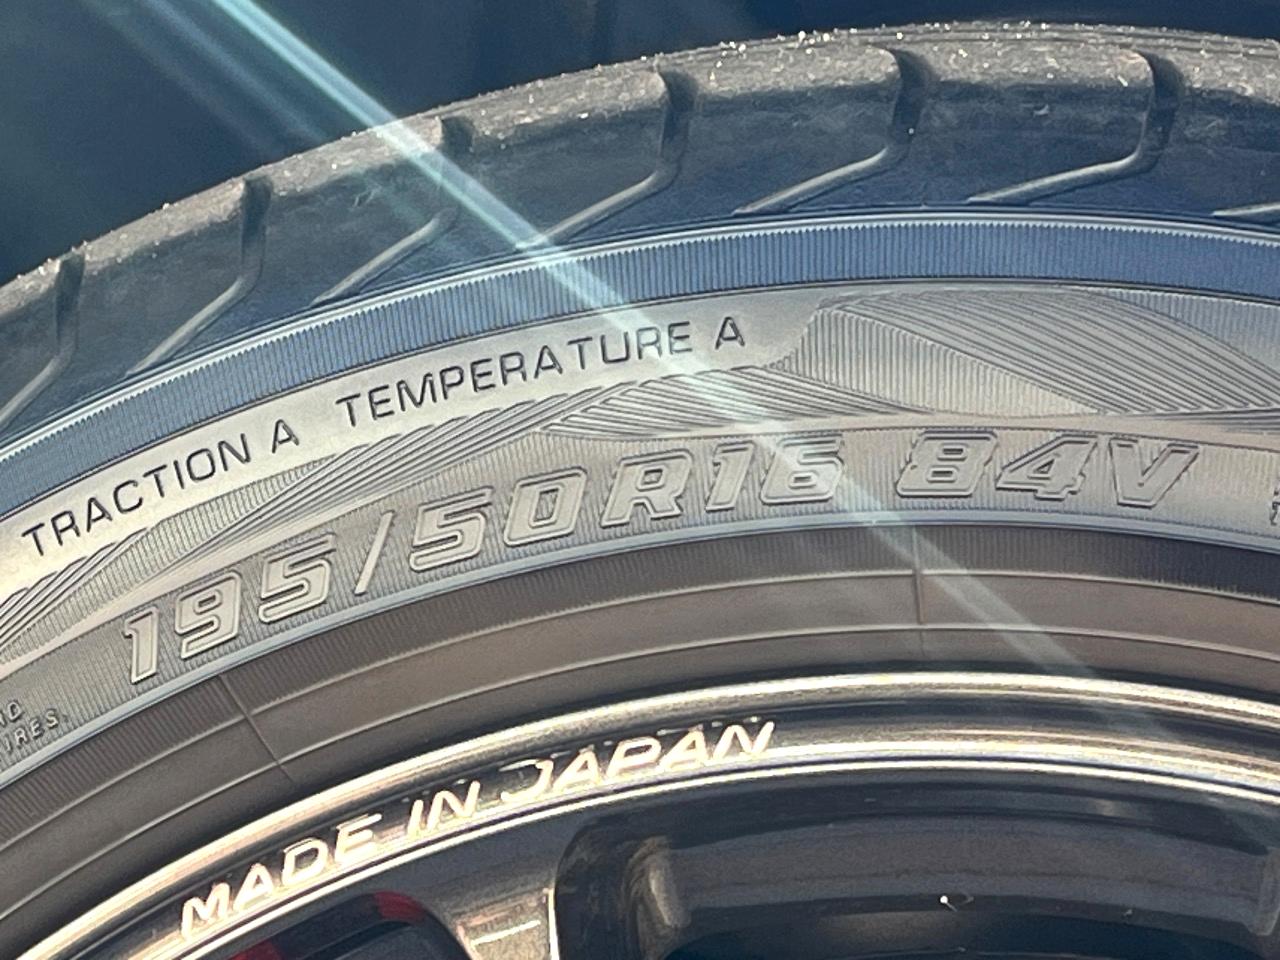 TRACTION A TEMPERATURE A
195/50R16 84V
MADE IN JAPAN